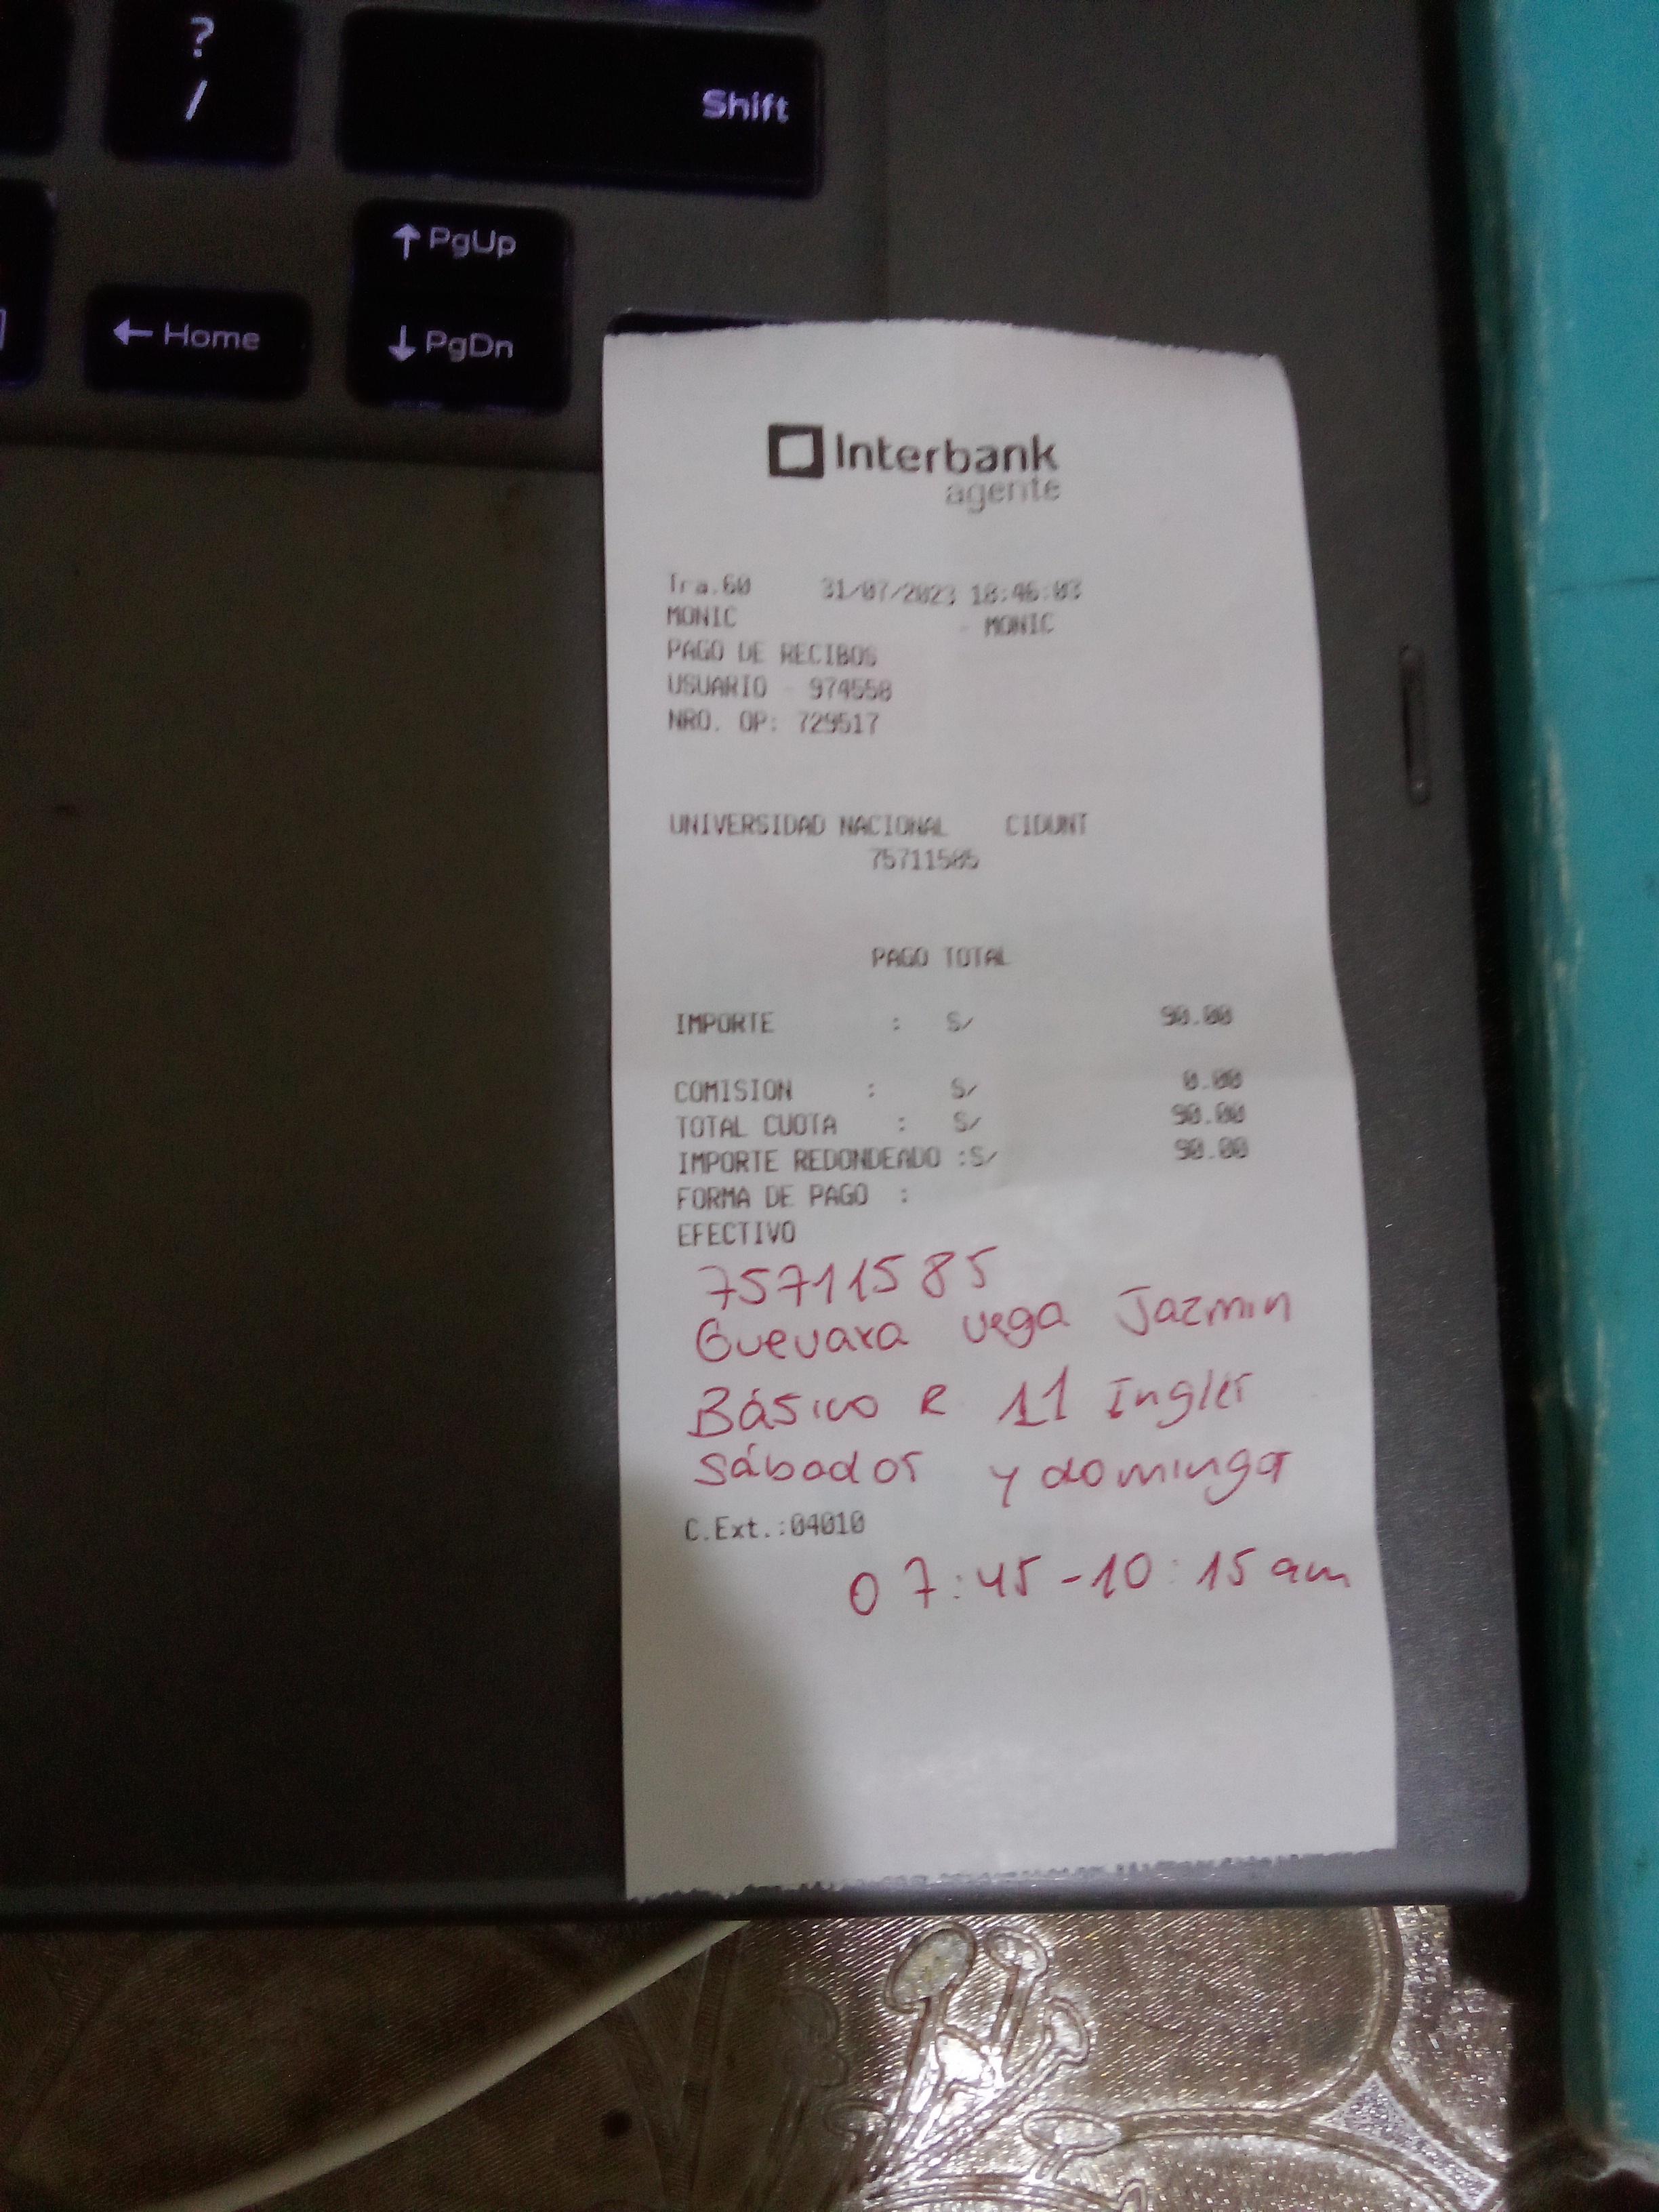 ?
/
Shift
↑ PgUp
← Home
↓ PgDn
Interbank
agente
Tra.60 31/07/2023 18:46:03
MONIC - MONIC
PAGO DE RECIBOS
USUARIO - 974558
NRO. OP: 729517
UNIVERSIDAD NACIONAL CIDUNT
75711585
PAGO TOTAL
IMPORTE : S/ 90.00
COMISION : S/ 0.00
TOTAL CUOTA : S/ 90.00
IMPORTE REDONDEADO :S/ 90.00
FORMA DE PAGO :
EFECTIVO
75711585
Guevara Vega Jazmin
Básico R 11 Ingles
Sábados y domingos
C.Ext.:04010
07:45-10:15 am